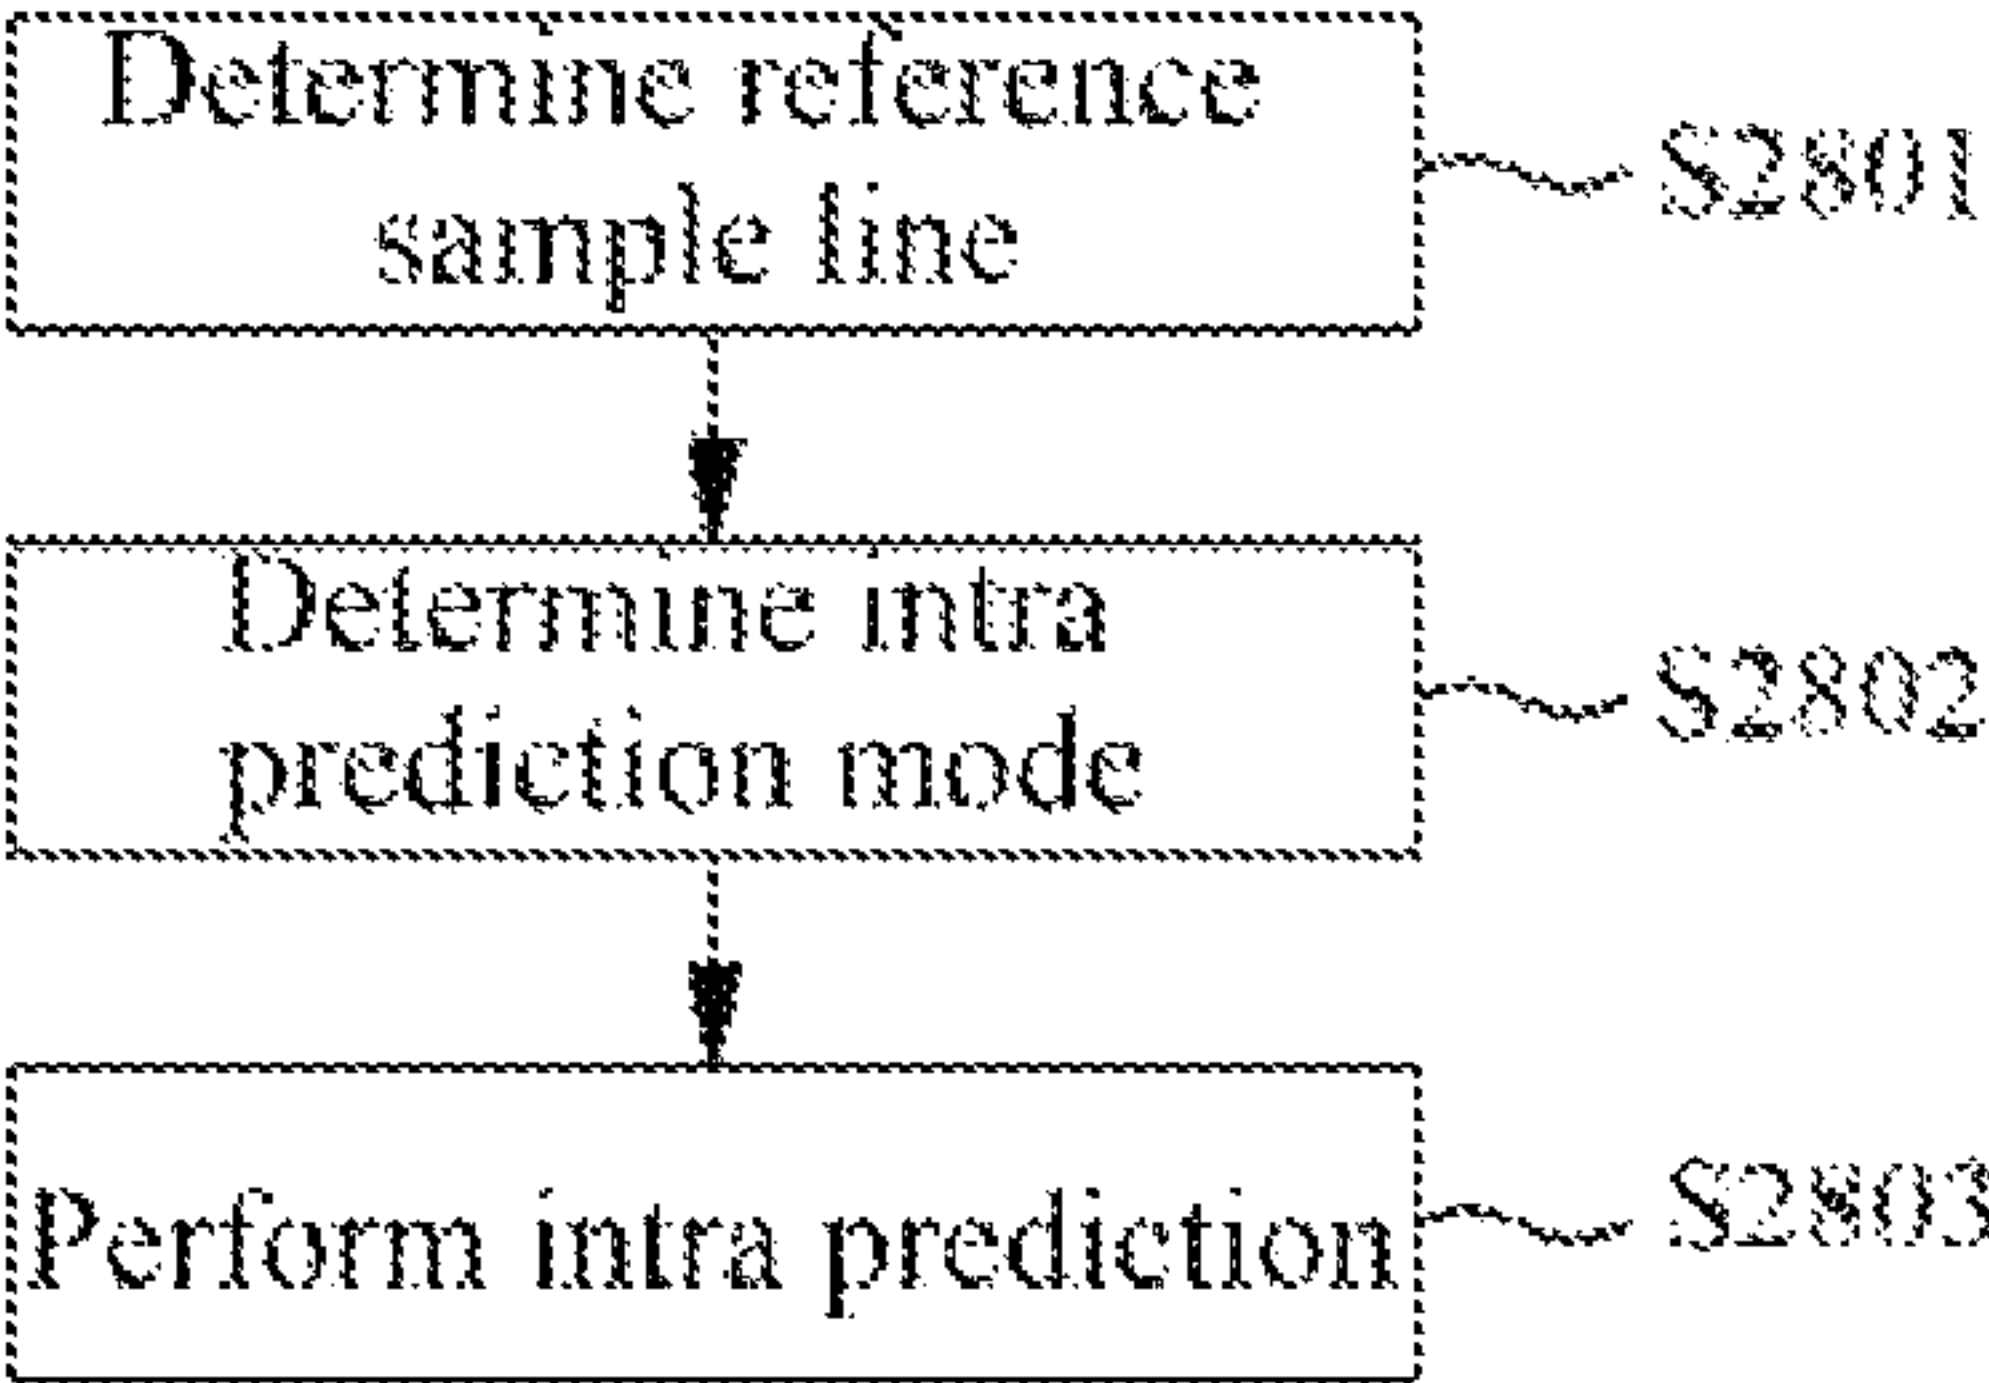 Determine reference
sample line
S2801
Determine intra
prediction mode
S2802
Perform intra prediction
S2803